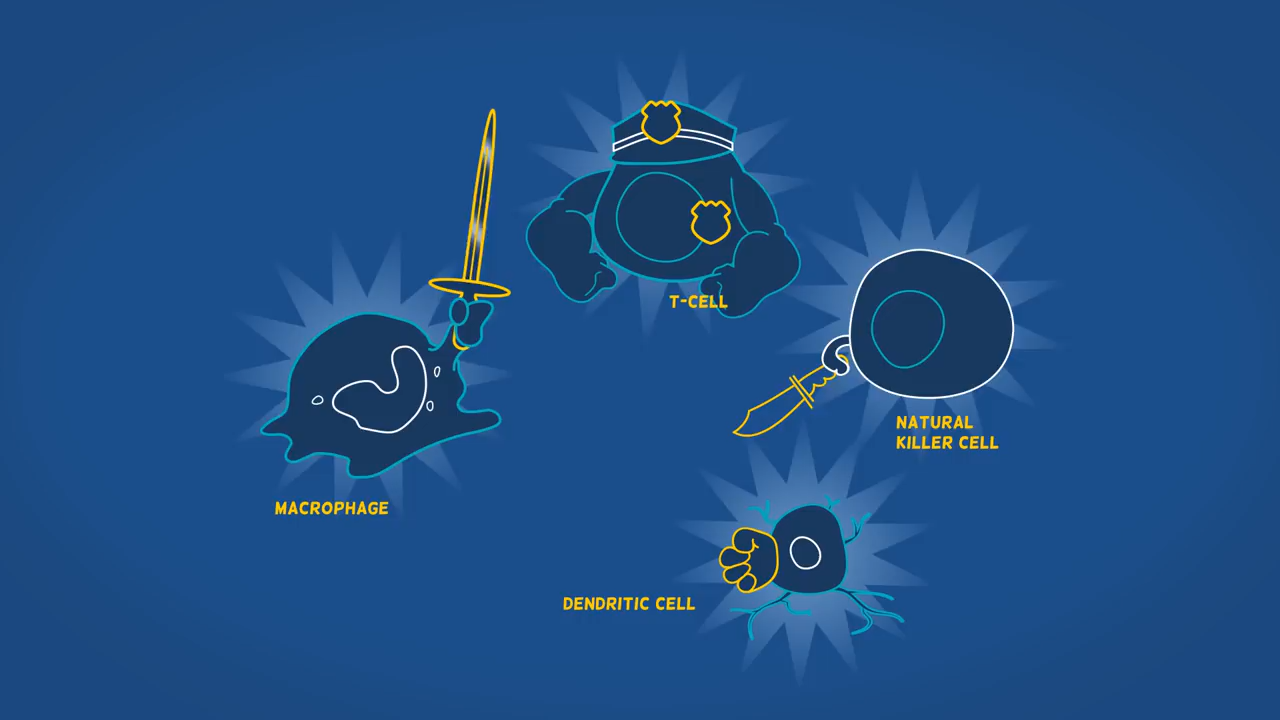 T-CELL
NATURAL
KILLER CELL
MACROPHAGE
DENDRITIC CELL